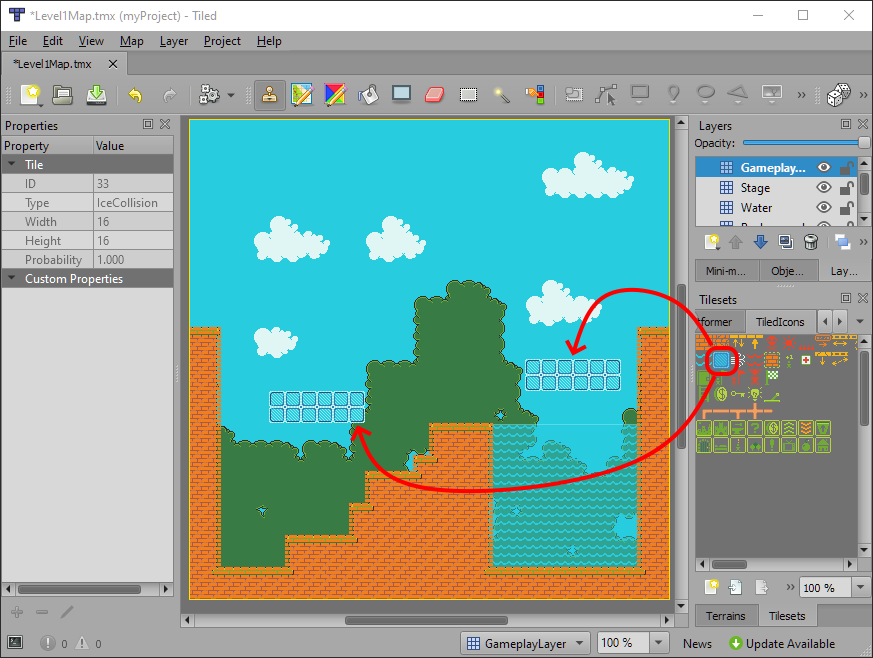 *Level1Map.tmx (myProject) - Tiled
File Edit View Map Layer Project Help
*Level1Map.tmx
Properties
Property Value
Tile
ID 33
Type IceCollision
Width 16
Height 16
Probability 1.000
Custom Properties
Layers
Opacity:
Gameplay...
Stage
Water
Mini-m... Obje... Lay...
Tilesets
former TiledIcons
100 %
Terrains Tilesets
0 0
GameplayLayer 100 % News Update Available